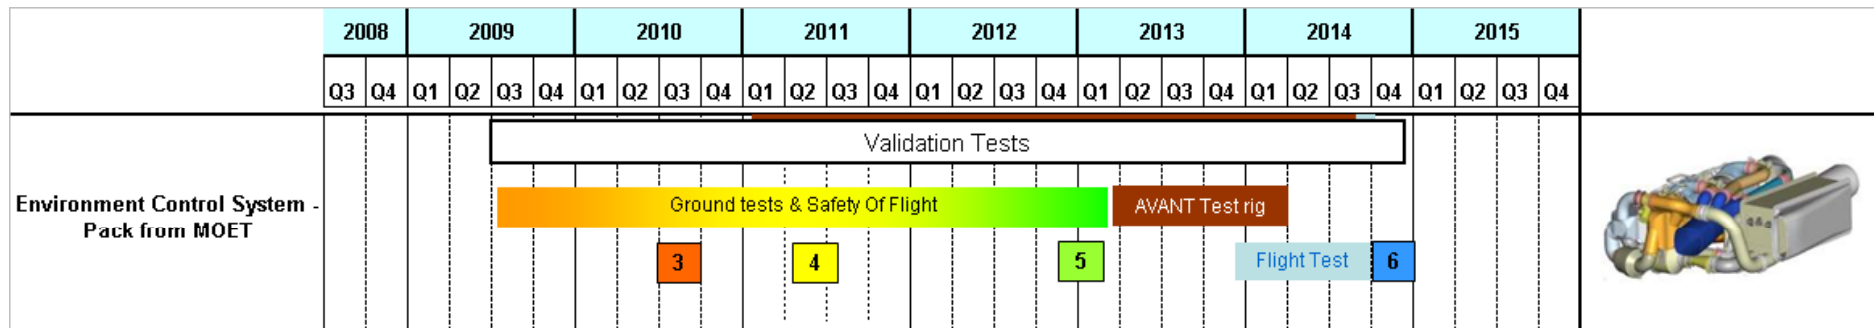 2008 2009 2010 2011 2012 2013 2014 2015
Q3 Q4 Q1 Q2 Q3 Q4 Q1 Q2 Q3 Q4 Q1 Q2 Q3 Q4 Q1 Q2 Q3 Q4 Q1 Q2 Q3 Q4 Q1 Q2 Q3 Q4 Q1 Q2 Q3 Q4
Validation Tests
Environment Control System -
Pack from MOET
Ground tests & Safety Of Flight
AVANT Test rig
3 4 5 Flight Test 6